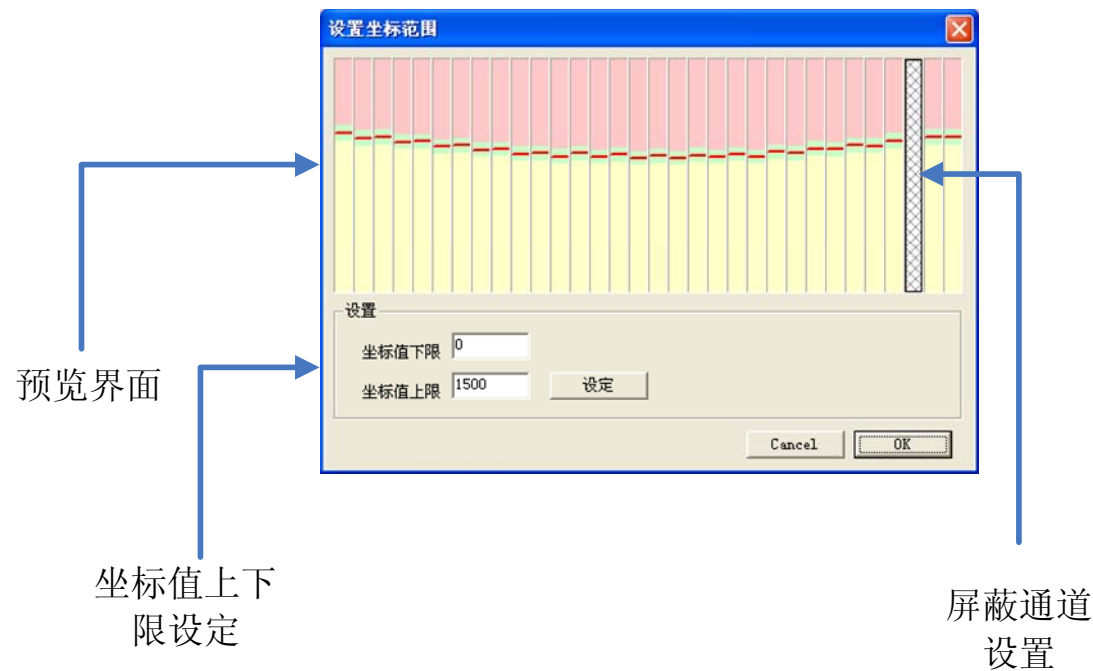 设置坐标范围
设置
坐标值下限 0
坐标值上限 1500 设定
Cancel OK
预览界面
坐标值上下
限设定
屏蔽通道
设置